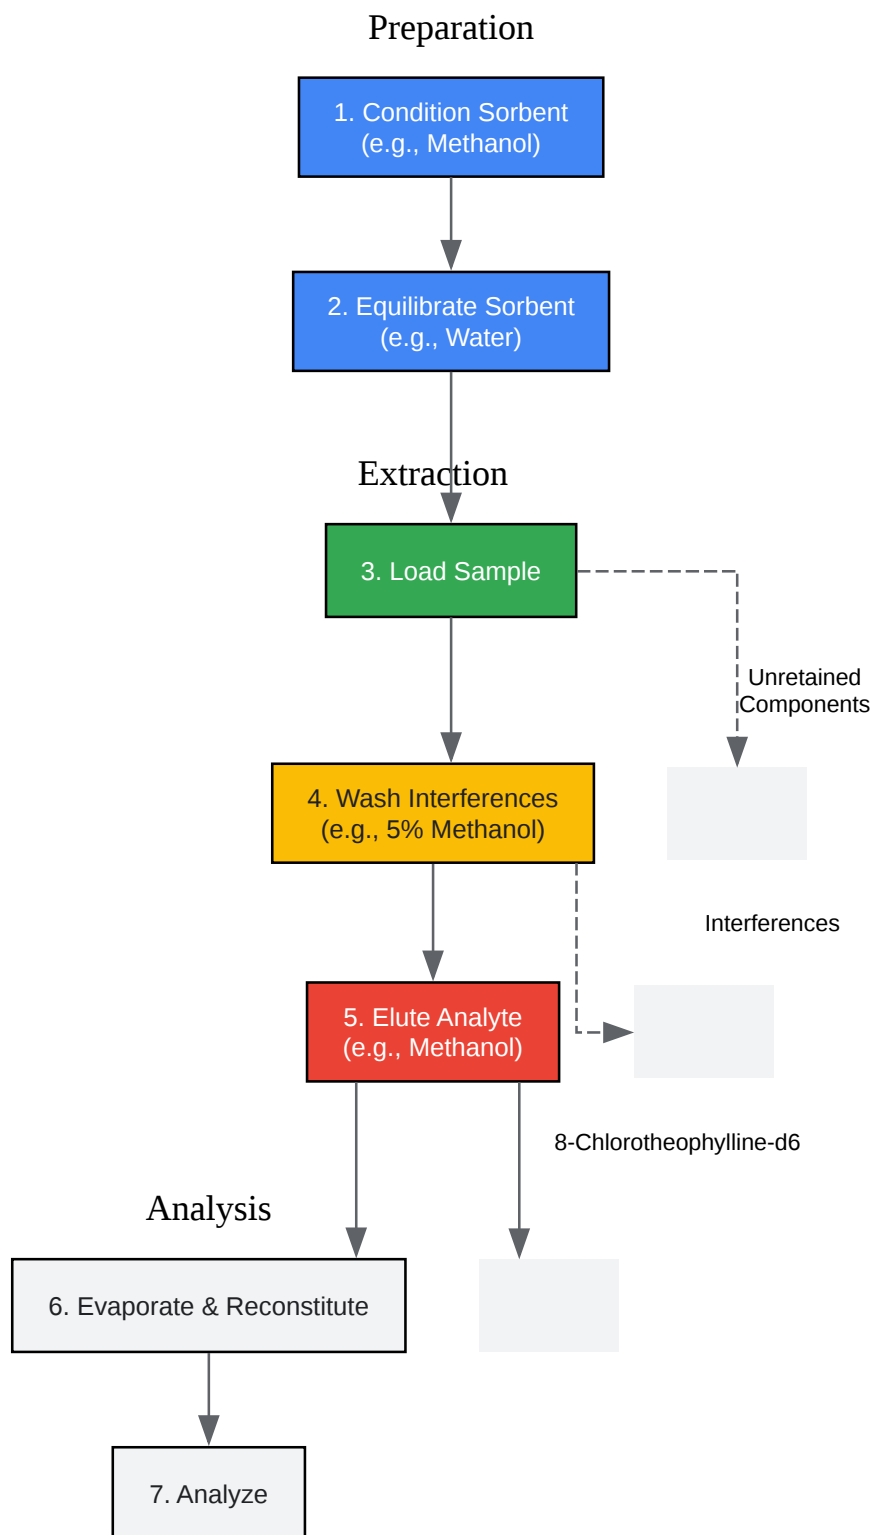 Preparation
1. Condition Sorbent
(e.g., Methanol)
2. Equilibrate Sorbent
(e.g., Water)
Extraction
3. Load Sample
Unretained
Components
4. Wash Interferences
(e.g., 5% Methanol)
Interferences
5. Elute Analyte
(e.g., Methanol)
8-Chlorotheophylline-d6
Analysis
6. Evaporate & Reconstitute
7. Analyze